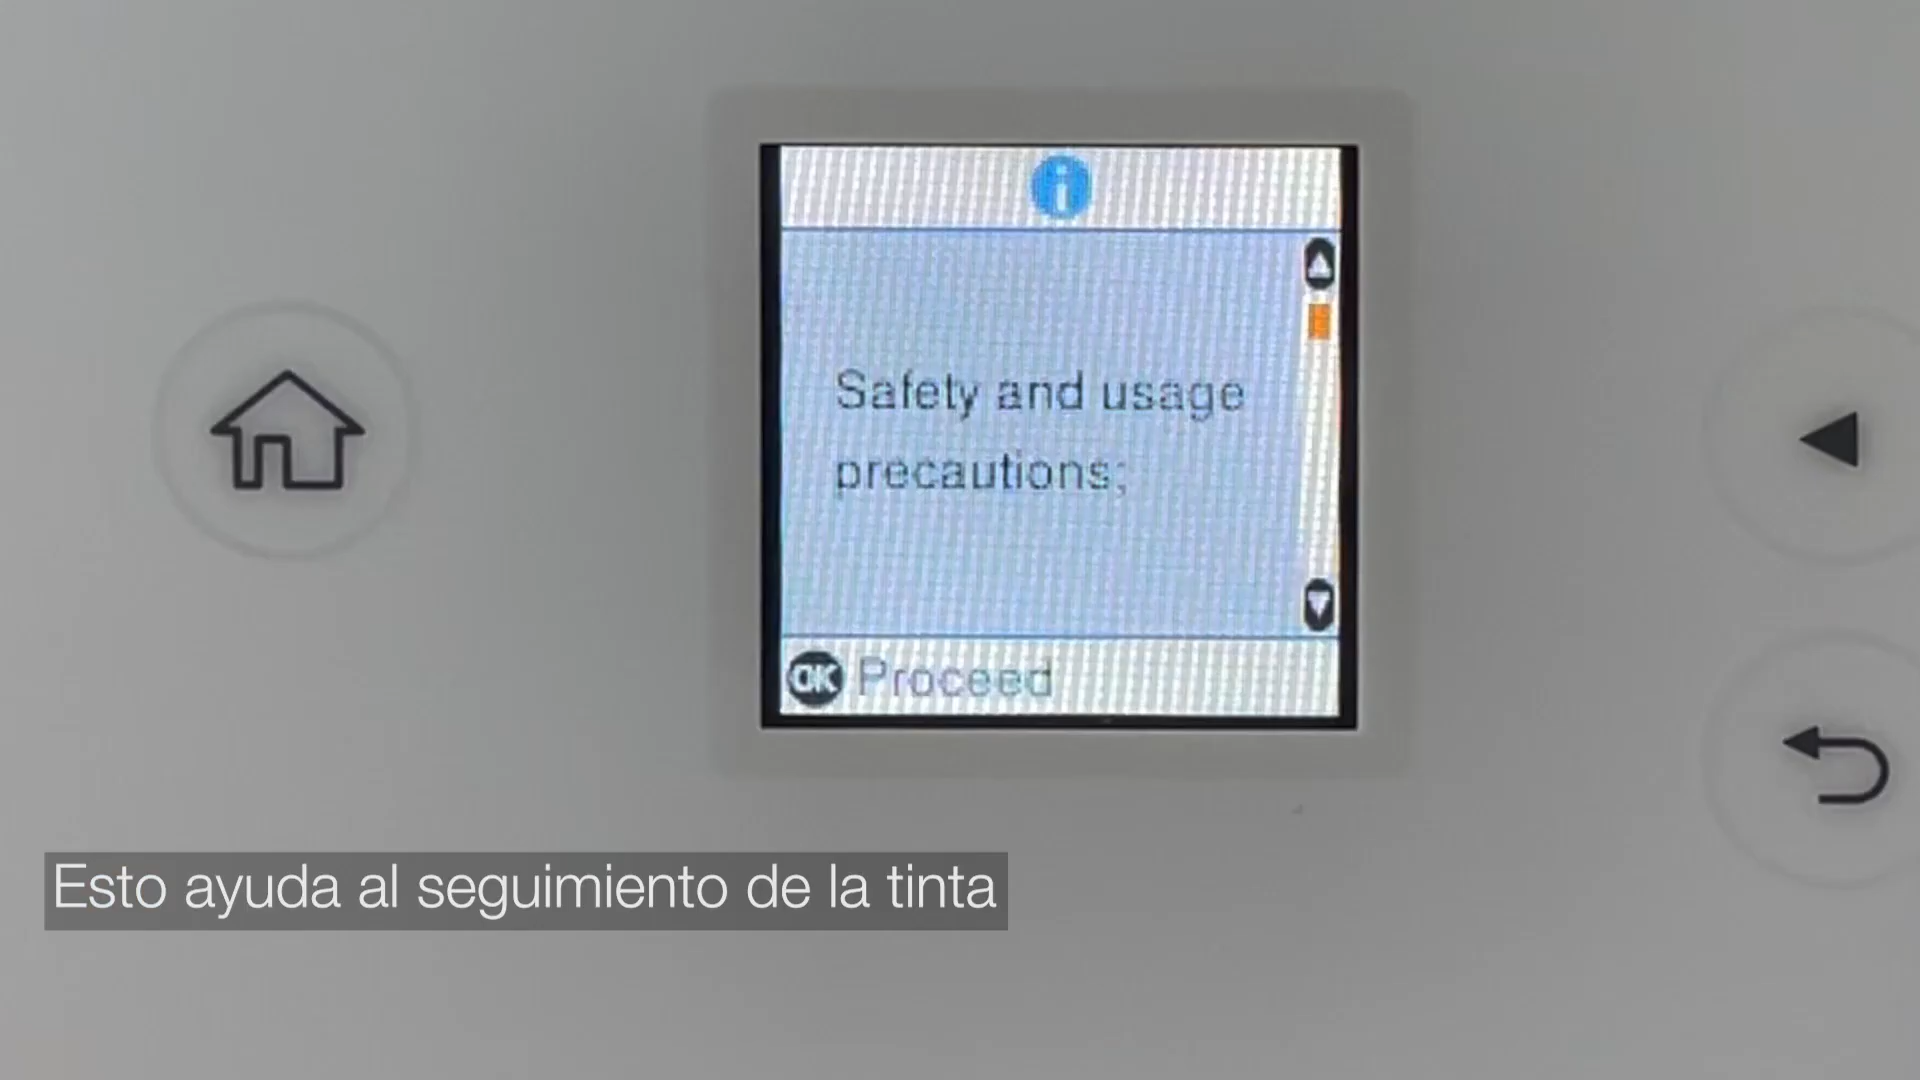 i
Safety and usage
precautions;
OK Proceed
Esto ayuda al seguimiento de la tinta